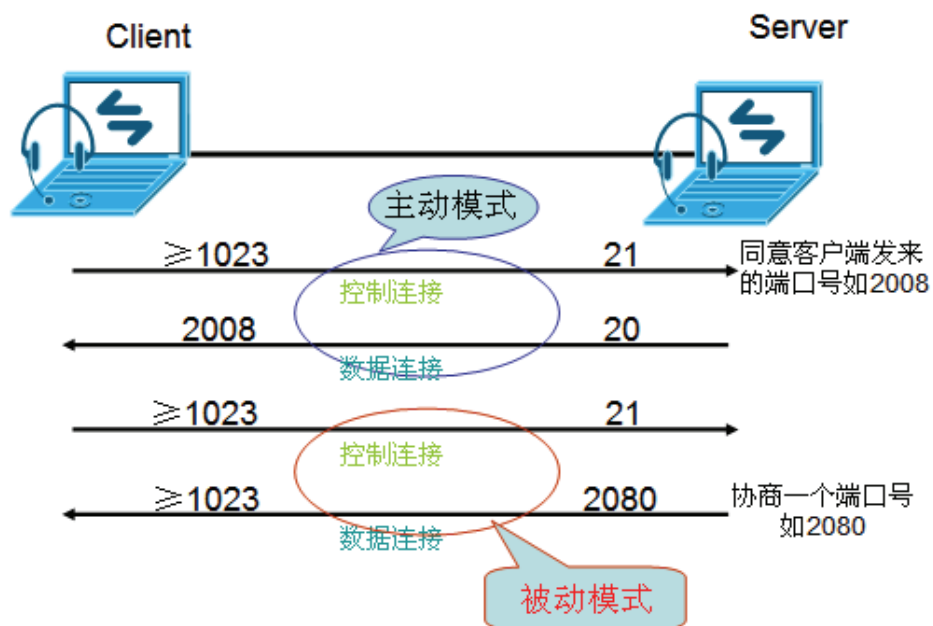 Client
Server
主动模式
≥1023
21
同意客户端发来
的端口号如2008
控制连接
2008
20
数据连接
≥1023
21
控制连接
≥1023
2080
协商一个端口号
如2080
数据连接
被动模式